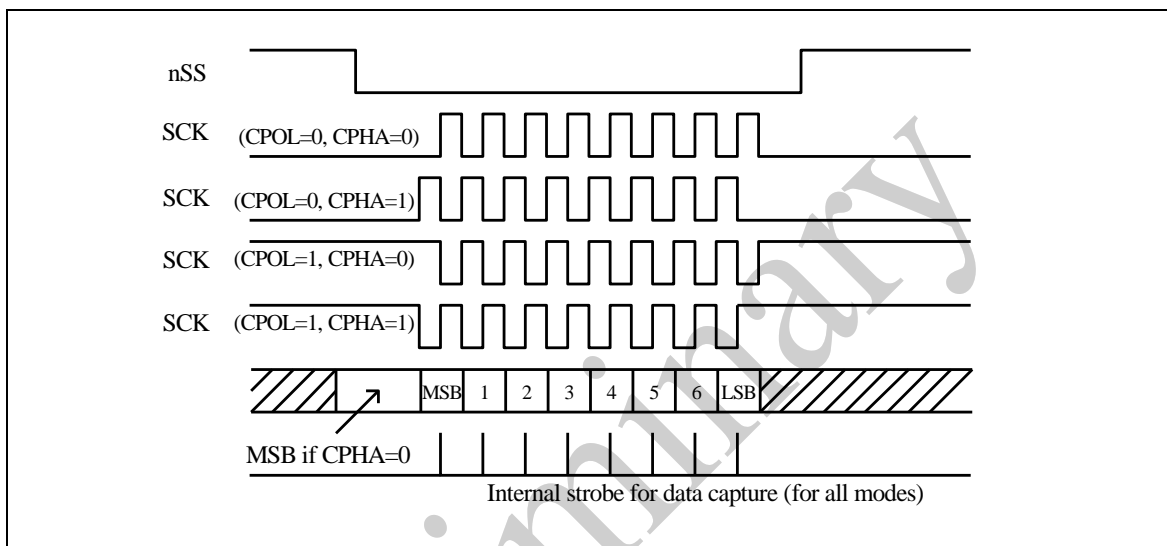 nSS
SCK (CPOL=0, CPHA=0)
SCK (CPOL=0, CPHA=1)
SCK (CPOL=1, CPHA=0)
SCK (CPOL=1, CPHA=1)
MSB 1 2 3 4 5 6 LSB
MSB if CPHA=0
Internal strobe for data capture (for all modes)
iminary